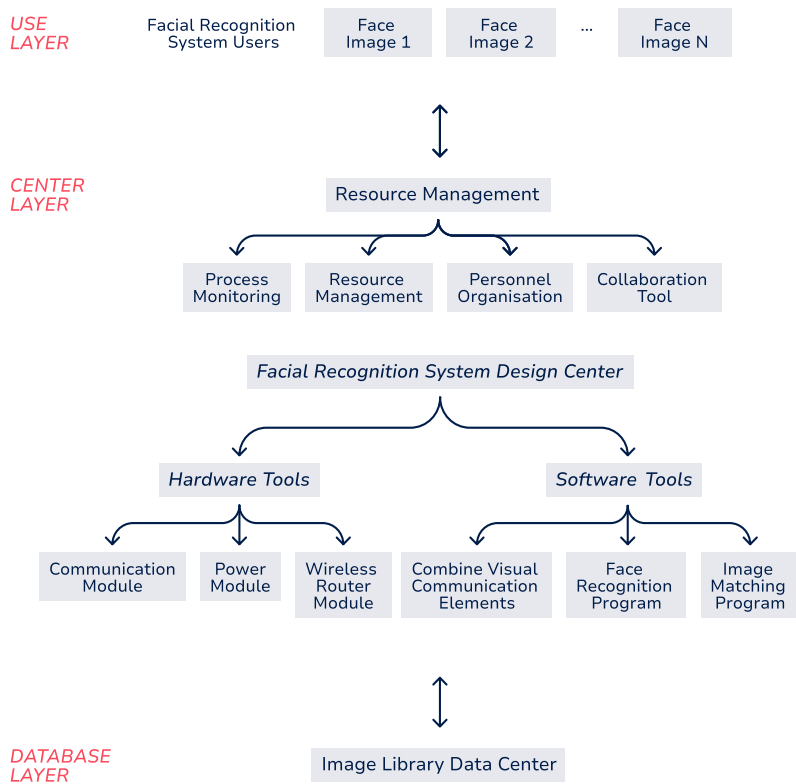 USE
LAYER
Facial Recognition
System Users
Face
Image 1
Face
Image 2
...
Face
Image N
CENTER
LAYER
Resource Management
Process
Monitoring
Resource
Management
Personnel
Organisation
Collaboration
Tool
Facial Recognition System Design Center
Hardware Tools
Software Tools
Communication
Module
Power
Module
Wireless
Router
Module
Combine Visual
Communication
Elements
Face
Recognition
Program
Image
Matching
Program
DATABASE
LAYER
Image Library Data Center